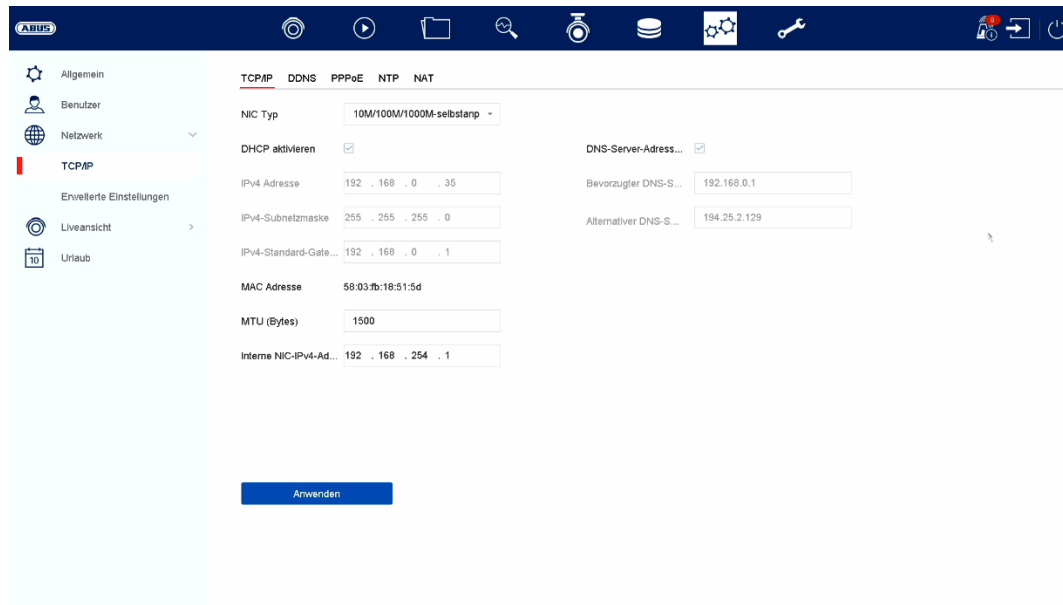 ABUS
8
Allgemein
Benutzer
Netzwerk
TCP/IP
Erweiterte Einstellungen
Liveansicht
10
Urlaub
TCP/IP DDNS PPPoE NTP NAT
NIC Typ 10M/100M/1000M-selbstanp
DHCP aktivieren DNS-Server-Adress...
IPv4 Adresse 192 . 168 . 0 . 35 Bevorzugter DNS-S... 192.168.0.1
IPv4-Subnetzmaske 255 . 255 . 255 . 0 Alternativer DNS-S... 194.25.2.129
IPv4-Standard-Gate... 192 . 168 . 0 . 1
MAC Adresse 58:03:fb:18:51:5d
MTU (Bytes) 1500
Interne NIC-IPv4-Ad... 192 . 168 . 254 . 1
Anwenden